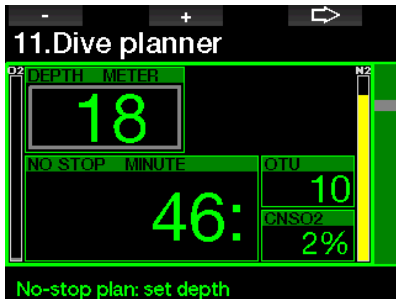 - +
11.Dive planner
O2 DEPTH METER N2
18
NO STOP MINUTE OTU
46: 10
CNSO2
2%
No-stop plan: set depth